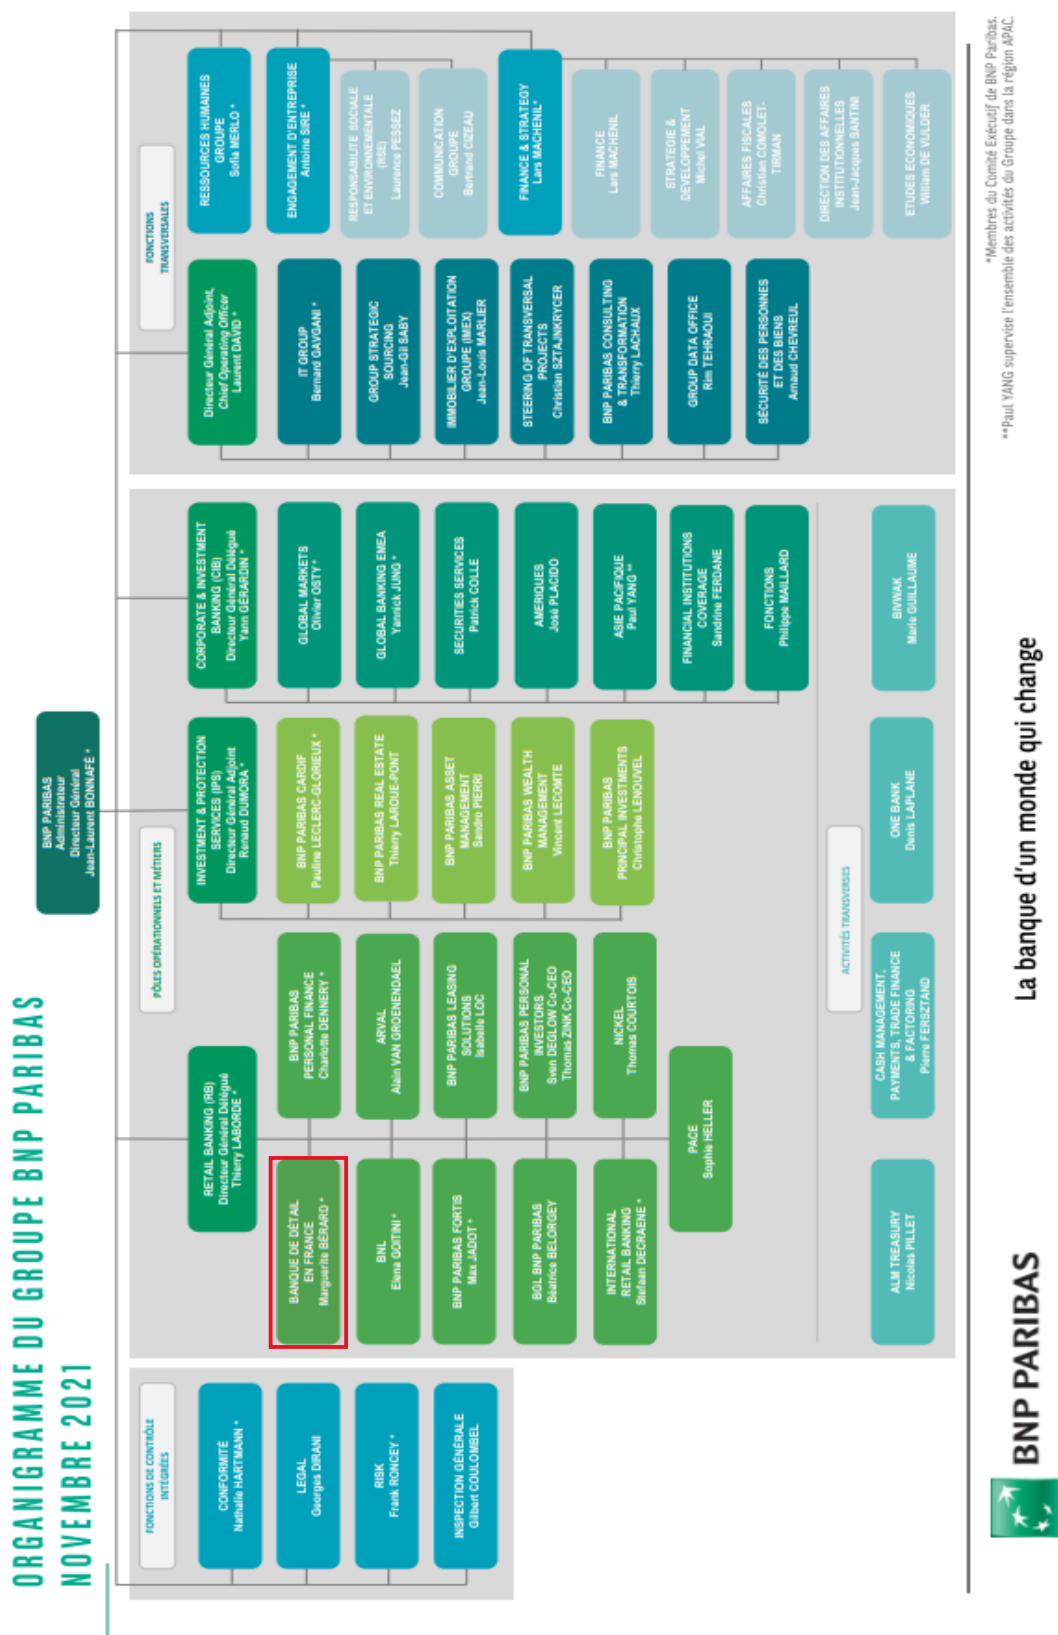 ORGANIGRAMME DU GROUPE BNP PARIBAS
NOVEMBRE 2021
BNP PARIBAS
Administrateur
Directeur Général
Jean-Laurent BONNAFÉ *
FONCTIONS DE CONTRÔLE
INTÉGRÉES
CONFORMITÉ
Nathalie HARTMANN *
LEGAL
Georges DIRANI
RISK
Frank RONCEY *
INSPECTION GÉNÉRALE
Gilbert COULOMBEL
PÔLES OPÉRATIONNELS ET MÉTIERS
RETAIL BANKING (RB)
Directeur Général Délégué
Thierry LABORDE *
BANQUE DE DÉTAIL
EN FRANCE
Marguerite BÉRARD *
BNL
Elena GOITINI *
BNP PARIBAS FORTIS
Max JADOT *
BGL BNP PARIBAS
Béatrice BELORGEY
INTERNATIONAL
RETAIL BANKING
Stefaan DECRAENE *
BNP PARIBAS
PERSONAL FINANCE
Charlotte DENNERY *
ARVAL
Alain VAN GROENENDAEL
BNP PARIBAS LEASING
SOLUTIONS
Isabelle LOC
BNP PARIBAS PERSONAL
INVESTORS
Sven DEGLOW Co-CEO
Thomas ZINK Co-CEO
NICKEL
Thomas COURTOIS
PACE
Sophie HELLER
INVESTMENT & PROTECTION
SERVICES (IPS)
Directeur Général Adjoint
Renaud DUMORA *
BNP PARIBAS CARDIF
Pauline LECLERC-GLORIEUX *
BNP PARIBAS REAL ESTATE
Thierry LAROUE-PONT
BNP PARIBAS ASSET
MANAGEMENT
Sandro PIERRI
BNP PARIBAS WEALTH
MANAGEMENT
Vincent LECOMTE
BNP PARIBAS
PRINCIPAL INVESTMENTS
Christophe LENOUVEL
CORPORATE & INVESTMENT
BANKING (CIB)
Directeur Général Délégué
Yann GÉRARDIN *
GLOBAL MARKETS
Olivier OSTY *
GLOBAL BANKING EMEA
Yannick JUNG *
SECURITIES SERVICES
Patrick COLLE
AMERIQUES
José PLACIDO
ASIE PACIFIQUE
Paul YANG **
FINANCIAL INSTITUTIONS
COVERAGE
Sandrine FERDANE
FONCTIONS
Philippe MAILLARD
ACTIVITÉS TRANSVERSES
ALM TREASURY
Nicolas PILLET
CASH MANAGEMENT,
PAYMENTS, TRADE FINANCE
& FACTORING
Pierre FERSZTAND
ONE BANK
Denis LAPLANE
BIVWAK
Marie GUILLAUME
FONCTIONS
TRANSVERSALES
Directeur Général Adjoint,
Chief Operating Officer
Laurent DAVID *
IT GROUP
Bernard GAVGANI *
GROUP STRATEGIC
SOURCING
Jean-Gil SABY
IMMOBILIER D'EXPLOITATION
GROUPE (IMEX)
Jean-Louis MARLIER
STEERING OF TRANSVERSAL
PROJECTS
Christian SZTAJNKRYCER
BNP PARIBAS CONSULTING
& TRANSFORMATION
Thierry LACHAUX
GROUP DATA OFFICE
Rim TEHRAOUI
SÉCURITÉ DES PERSONNES
ET DES BIENS
Arnaud CHEVREUL
RESSOURCES HUMAINES
GROUPE
Sofia MERLO *
ENGAGEMENT D'ENTREPRISE
Antoine SIRE *
RESPONSABILITE SOCIALE
ET ENVIRONNEMENTALE
(RSE)
Laurence PESSEZ
COMMUNICATION
GROUPE
Bertrand CIZEAU
FINANCE & STRATEGY
Lars MACHENIL*
FINANCE
Lars MACHENIL
STRATEGIE &
DEVELOPPEMENT
Michel VIAL
AFFAIRES FISCALES
Christian COMOLET-
TIRMAN
DIRECTION DES AFFAIRES
INSTITUTIONNELLES
Jean-Jacques SANTINI
ETUDES ECONOMIQUES
William DE VIJLDER
*Membres du Comité Exécutif de BNP Paribas.
**Paul YANG supervise l'ensemble des activités du Groupe dans la région APAC.
BNP PARIBAS
La banque d'un monde qui change